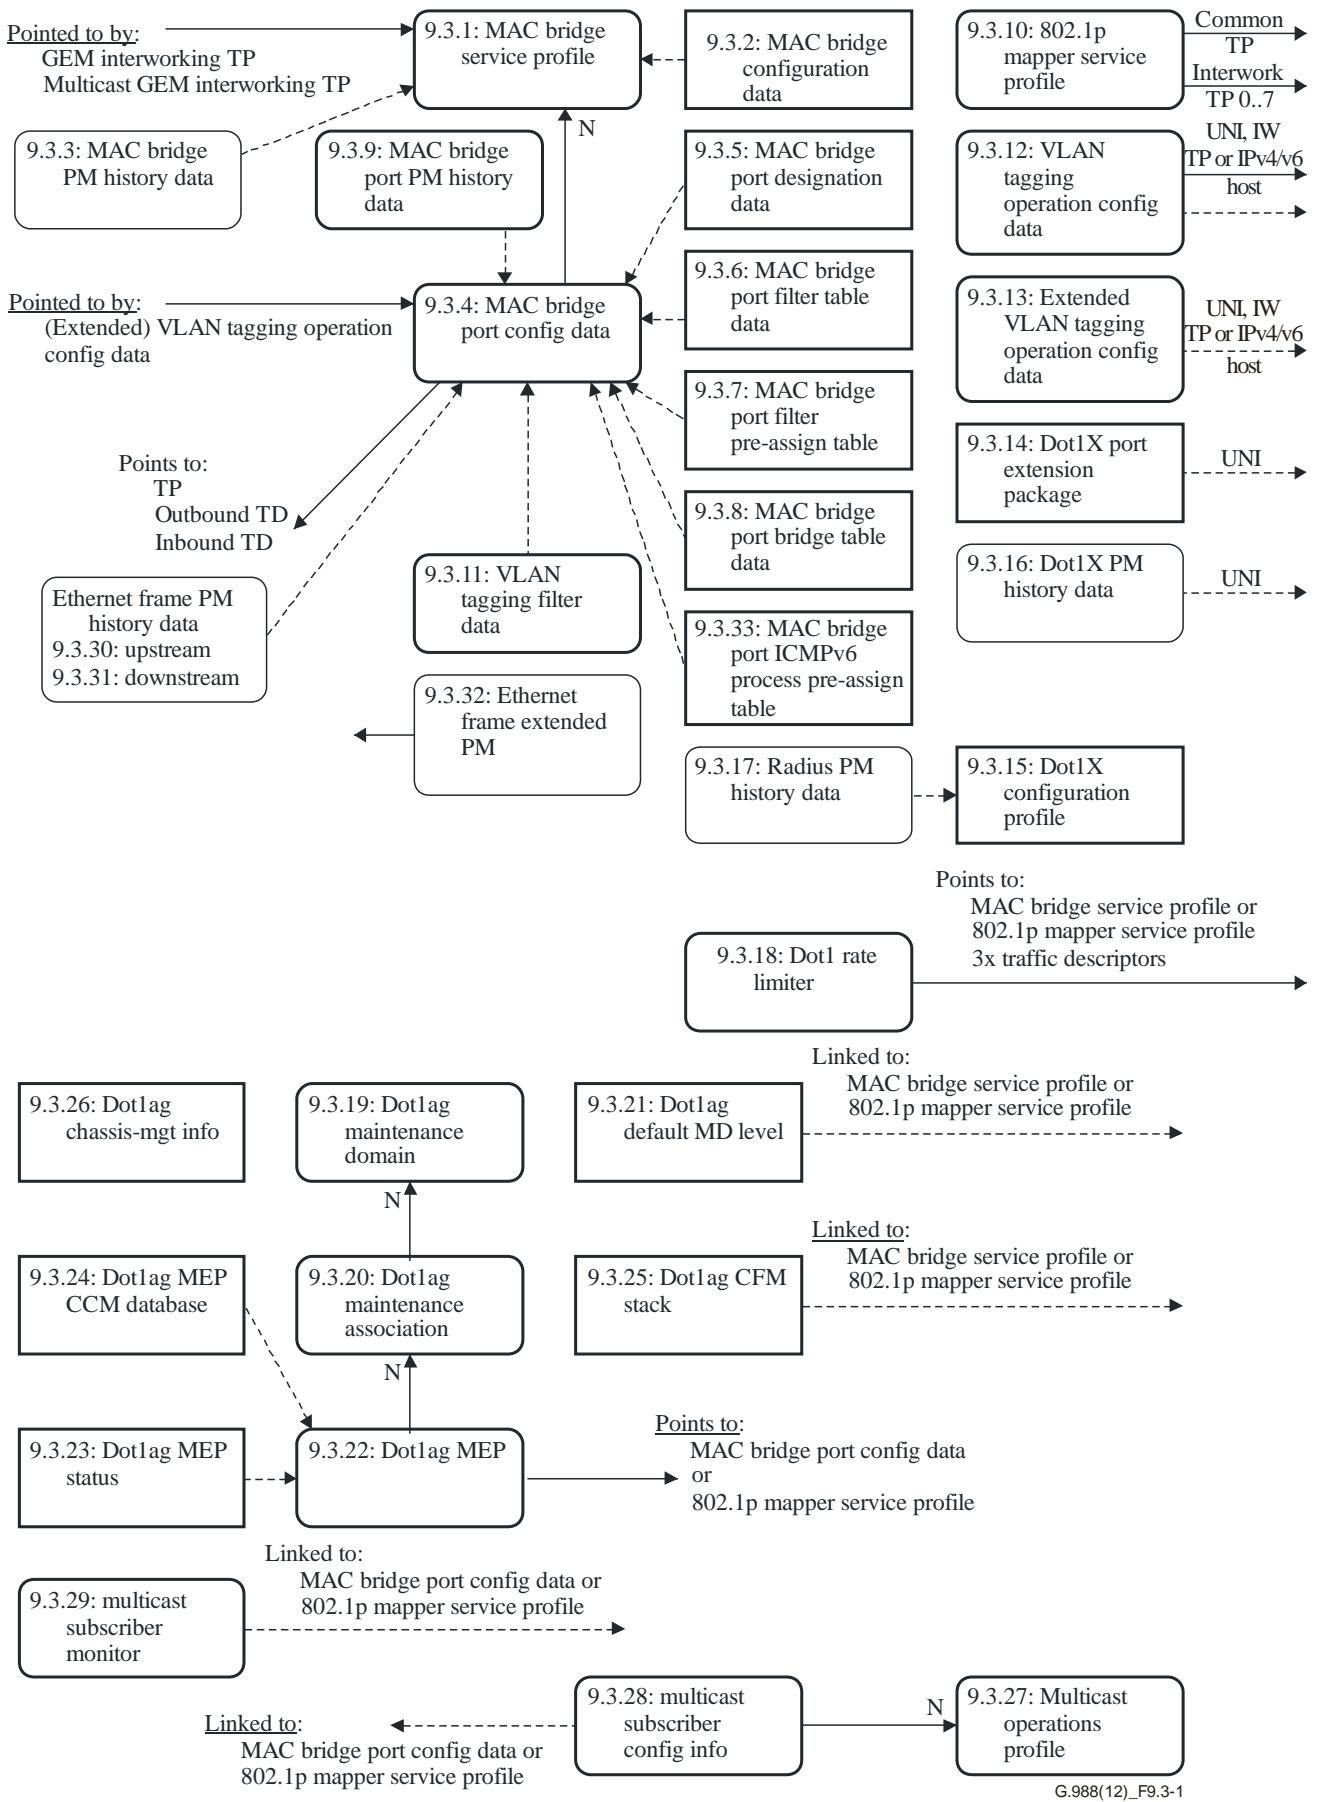 Pointed to by:
GEM interworking TP
Multicast GEM interworking TP
9.3.1: MAC bridge
service profile
9.3.2: MAC bridge
configuration
data
9.3.10: 802.1p
mapper service
profile
Common
TP
Interwork
TP 0..7
N
9.3.3: MAC bridge
PM history data
9.3.9: MAC bridge
port PM history
data
9.3.5: MAC bridge
port designation
data
9.3.12: VLAN
tagging
operation config
data
UNI, IW
TP or IPv4/v6
host
Pointed to by:
(Extended) VLAN tagging operation
config data
9.3.4: MAC bridge
port config data
9.3.6: MAC bridge
port filter table
data
9.3.13: Extended
VLAN tagging
operation config
data
UNI, IW
TP or IPv4/v6
host
9.3.7: MAC bridge
port filter
pre-assign table
9.3.14: Dot1X port
extension
package
UNI
Points to:
TP
Outbound TD
Inbound TD
9.3.8: MAC bridge
port bridge table
data
9.3.16: Dot1X PM
history data
UNI
Ethernet frame PM
history data
9.3.30: upstream
9.3.31: downstream
9.3.11: VLAN
tagging filter
data
9.3.33: MAC bridge
port ICMPv6
process pre-assign
table
9.3.32: Ethernet
frame extended
PM
9.3.17: Radius PM
history data
9.3.15: Dot1X
configuration
profile
Points to:
MAC bridge service profile or
802.1p mapper service profile
3x traffic descriptors
9.3.18: Dot1 rate
limiter
Linked to:
MAC bridge service profile or
802.1p mapper service profile
9.3.26: Dot1ag
chassis-mgt info
9.3.19: Dot1ag
maintenance
domain
9.3.21: Dot1ag
default MD level
N
Linked to:
MAC bridge service profile or
802.1p mapper service profile
9.3.24: Dot1ag MEP
CCM database
9.3.20: Dot1ag
maintenance
association
9.3.25: Dot1ag CFM
stack
N
9.3.23: Dot1ag MEP
status
9.3.22: Dot1ag MEP
Points to:
MAC bridge port config data
or
802.1p mapper service profile
Linked to:
MAC bridge port config data or
802.1p mapper service profile
9.3.29: multicast
subscriber
monitor
Linked to:
MAC bridge port config data or
802.1p mapper service profile
9.3.28: multicast
subscriber
config info
N
9.3.27: Multicast
operations
profile
G.988(12)_F9.3-1